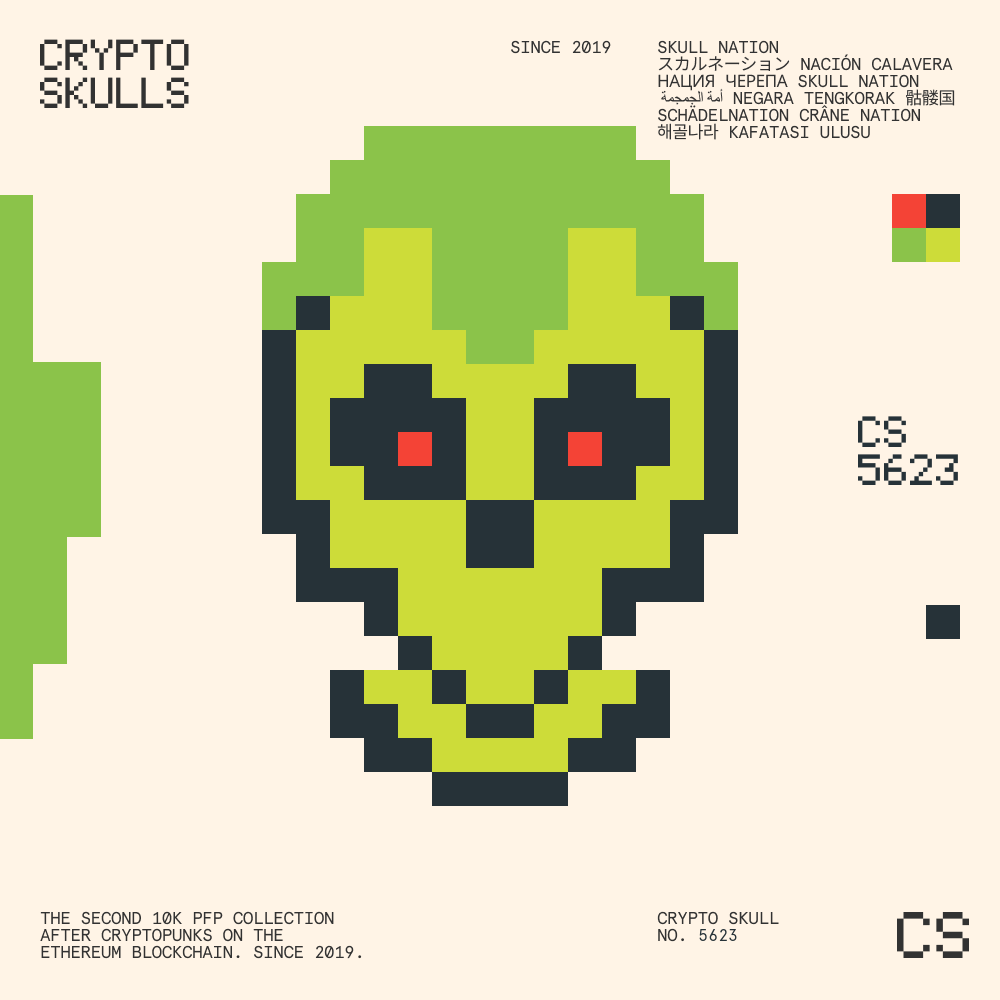 CRYPTO
SKULLS
SINCE 2019
SKULL NATION
スカルネーション NACIÓN CALAVERA
НАЦИЯ ЧЕРЕПА SKULL NATION
أمة الجمجمة NEGARA TENGKORAK 骷髅国
SCHÄDELNATION CRÂNE NATION
해골나라 KAFATASI ULUSU
CS
5623
THE SECOND 10K PFP COLLECTION
AFTER CRYPTOPUNKS ON THE
ETHEREUM BLOCKCHAIN. SINCE 2019.
CRYPTO SKULL
NO. 5623
CS